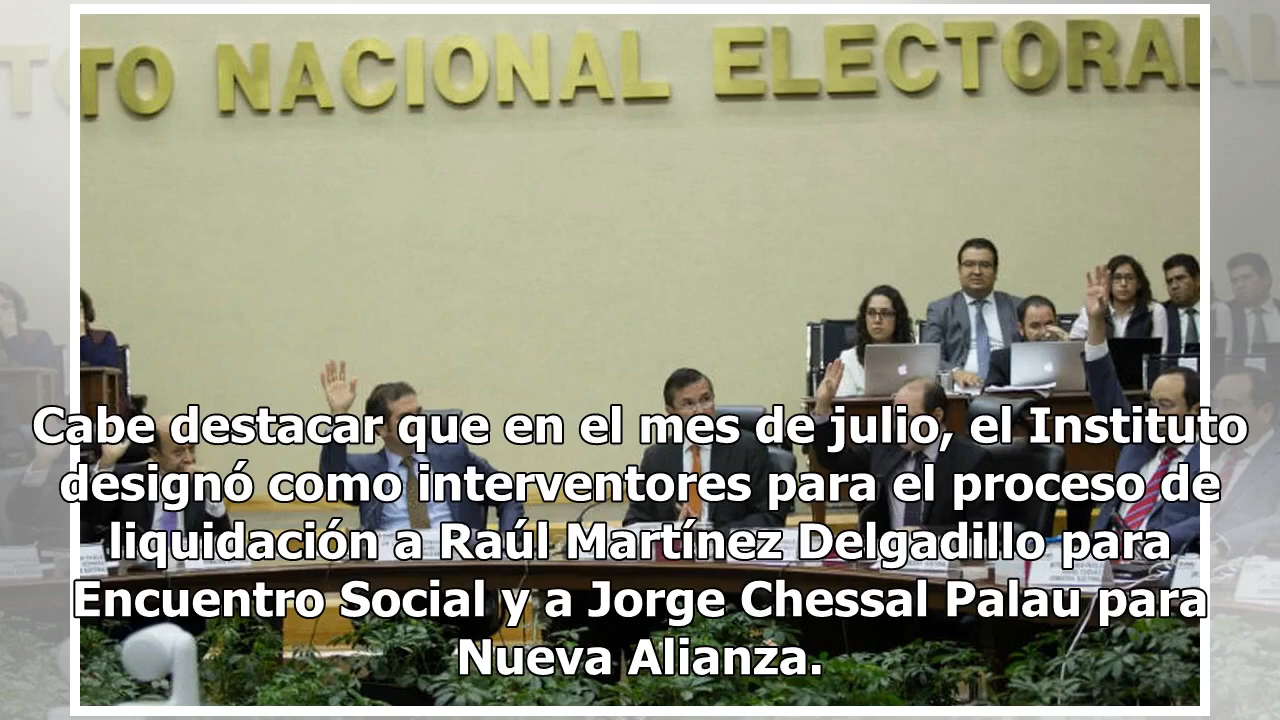 TO NACIONAL ELECTORAL
Cabe destacar que en el mes de julio, el Instituto
designó como interventores para el proceso de
liquidación a Raúl Martínez Delgadillo para
Encuentro Social y a Jorge Chessal Palau para
Nueva Alianza.